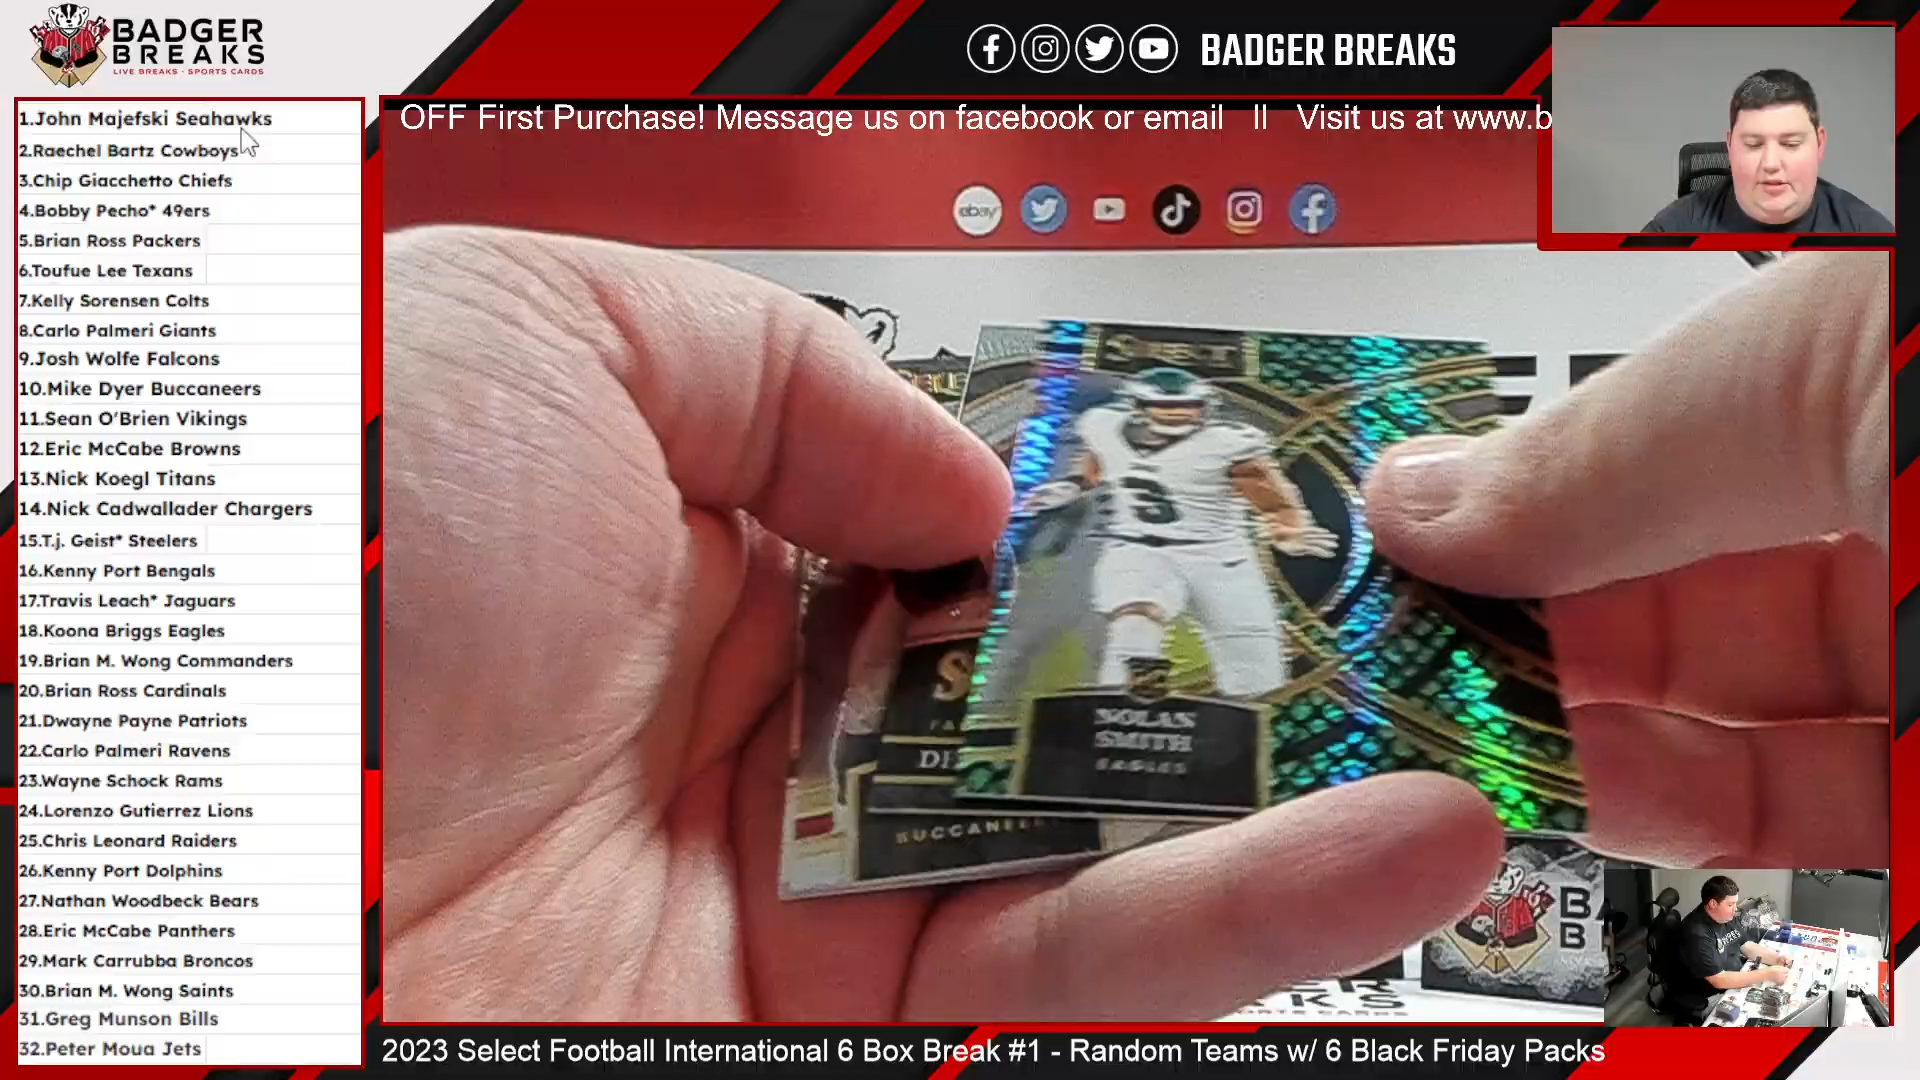 BADGER
BREAKS
LIVE BREAKS - SPORTS CARDS
BADGER BREAKS
OFF First Purchase! Message us on facebook or email || Visit us at www.b
1.John Majefski Seahawks
2.Raechel Bartz Cowboys
3.Chip Giacchetto Chiefs
4.Bobby Pecho* 49ers
5.Brian Ross Packers
6.Toufue Lee Texans
7.Kelly Sorensen Colts
8.Carlo Palmeri Giants
9.Josh Wolfe Falcons
10.Mike Dyer Buccaneers
11.Sean O'Brien Vikings
12.Eric McCabe Browns
13.Nick Koegl Titans
14.Nick Cadwallader Chargers
15.T.j. Geist* Steelers
16.Kenny Port Bengals
17.Travis Leach* Jaguars
18.Koona Briggs Eagles
19.Brian M. Wong Commanders
20.Brian Ross Cardinals
21.Dwayne Payne Patriots
22.Carlo Palmeri Ravens
23.Wayne Schock Rams
24.Lorenzo Gutierrez Lions
25.Chris Leonard Raiders
26.Kenny Port Dolphins
27.Nathan Woodbeck Bears
28.Eric McCabe Panthers
29.Mark Carrubba Broncos
30.Brian M. Wong Saints
31.Greg Munson Bills
32.Peter Moua Jets
ebay
SELECT
3
NOLAN
SMITH
EAGLES
BUCCANEE
2023 Select Football International 6 Box Break #1 - Random Teams w/ 6 Black Friday Packs